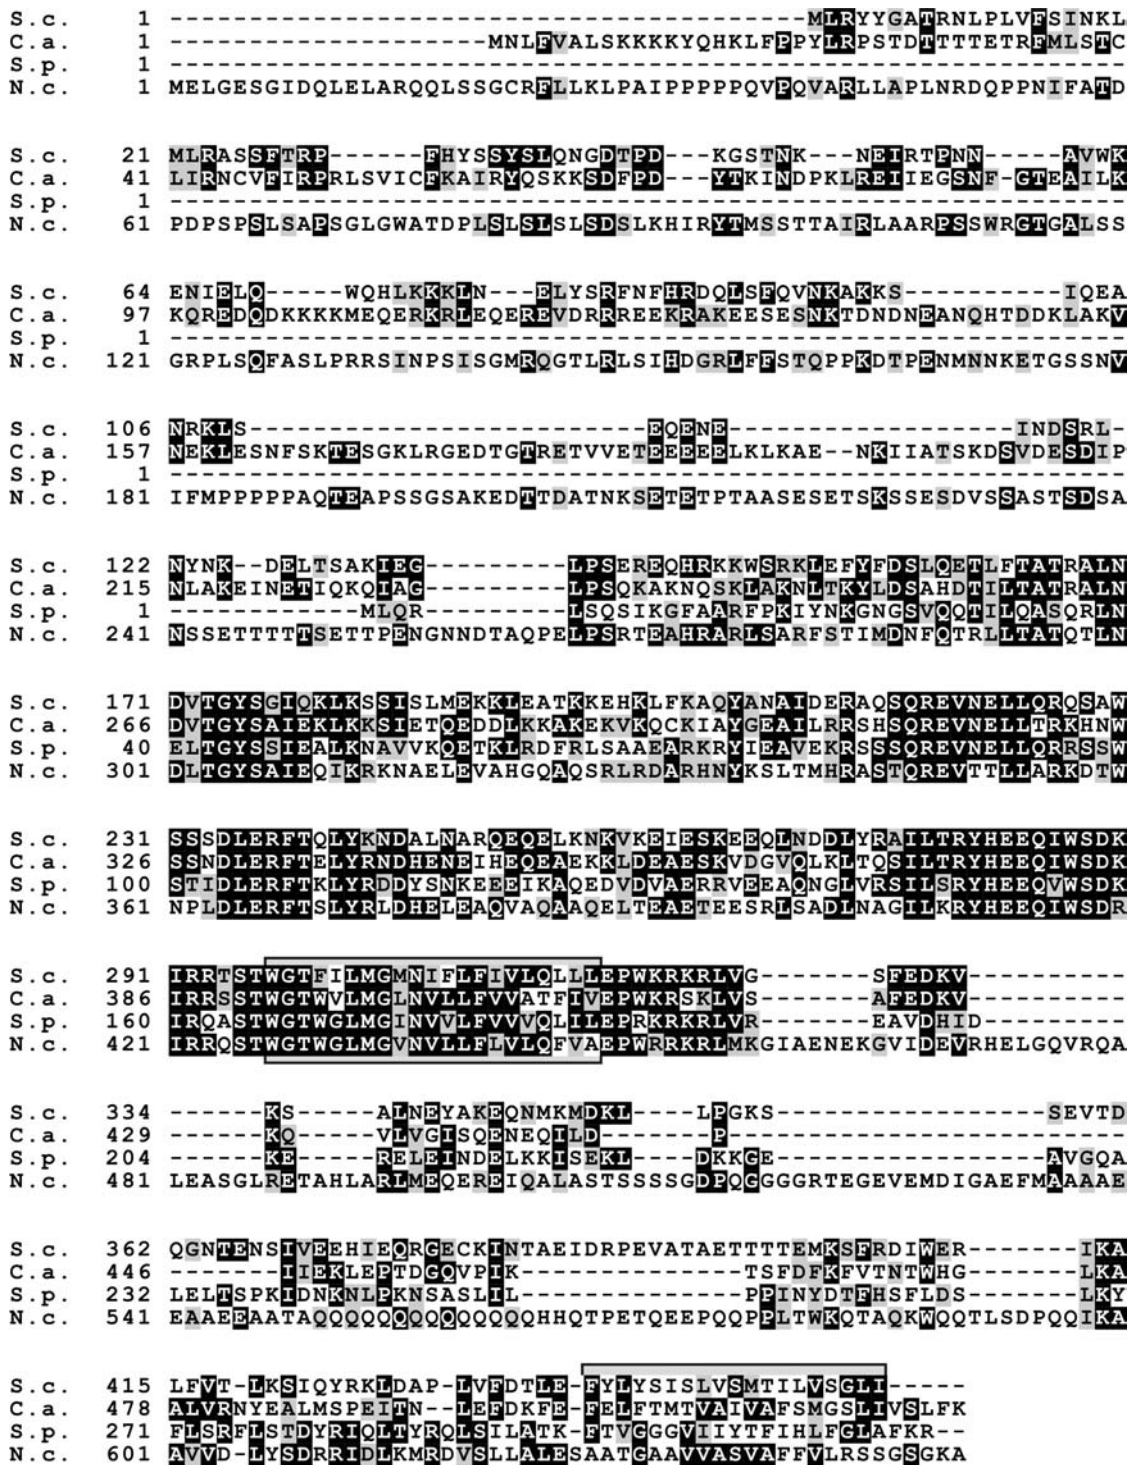 S.c. 1 ----------------------------------------MLRYYGATRNLPLVFSINKL
C.a. 1 --------------------MNLFVALSKKKKYQHKLFPPYLRPSTDTTTTETRFMLSTC
S.p. 1 ------------------------------------------------------------
N.c. 1 MELGESGIDQLELARQQLSSGCRFLLKLPAIPPPPPQVPQVARLLAPLNRDQPPNIFATD
S.c. 21 MLRASSFTRP------FHYSSYSLQNGDTPD---KGSTNK---NEIRTPNN-----AVWK
C.a. 41 LIRNCVFIRPRLSVICFKAIRYQSKKSDFPD---YTKINDPKLREIIEGSNF-GTEAILK
S.p. 1 ------------------------------------------------------------
N.c. 61 PDPSPSLSAPSGLGWATDPLSLSLSLSDSLKHIRYTMSSTTAIRLAARPSSWRGTGALSS
S.c. 64 ENIELQ-----WQHLKKKLN---ELYSRFNFHRDQLSFQVNKAKKS----------IQEA
C.a. 97 KQREDQDKKKKMEQERKRLEQEREVDRRREEKRAKEESESNKTDNDNEANQHTDDKLAKV
S.p. 1 ------------------------------------------------------------
N.c. 121 GRPLSQFASLPRRSINPSISGMRQGTLRLSIHDGRLFFSTQPPKDTPENMNNKETGSSNV
S.c. 106 NRKLS-------------------------EQENE------------------INDSRL-
C.a. 157 NEKLESNFSKTESGKLRGEDTGTRETVVETEEEEELKLKAE--NKIIATSKDSVDESDIP
S.p. 1 ------------------------------------------------------------
N.c. 181 IFMPPPPPAQTEAPSSGSAKEDTTDATNKSETETPTAASESETSKSSESDVSSASTSDSA
S.c. 122 NYNK--DELTSAKIEG---------LPSEREQHRKKWSRKLEFYFDSLQETLFTATRALN
C.a. 215 NLAKEINETIQKQIAG---------LPSQKAKNQSKLAKNLTKYLDSAHDTILTATRALN
S.p. 1 ------------MLQR---------LSQSIKGFAARFPKIYNKGNGSVQQTILQASQRLN
N.c. 241 NSSETTTTTSETTPENGNNDTAQPELPSRTEAHRARLSARFSTIMDNFQTRLLTATQTLN
S.c. 171 DVTGYSGIQKLKSSISLMEKKLEATKKEHKLFKAQYANAIDERAQSQREVNELLQRQSAW
C.a. 266 DVTGYSAIEKLKKSIETQEDDLKKAKEKVKQCKIAYGEAILRRSHSQREVNELLTRKHNW
S.p. 40 ELTGYSSIEALKNAVVKQETKLRDFRLSAAEARKRYIEAVEKRSSSQREVNELLQRRSSW
N.c. 301 DLTGYSAIEQIKRKNAELEVAHGQAQSRLRDARHNYKSLTMHRASTQREVTTLLARKDTW
S.c. 231 SSSDLERFTQLYKNDALNARQEQELKNKVKEIESKEEQLNDDLYRAILTRYHEEQIWSDK
C.a. 326 SSNDLERFTELYRNDHENEIHEQEAEKKLDEAESKVDGVQLKLTQSILTRYHEEQIWSDK
S.p. 100 STIDLERFTKLYRDDYSNKEEEIKAQEDVDVAERRVEEAQNGLVRSILSRYHEEQVWSDK
N.c. 361 NPLDLERFTSLYRLDHELEAQVAQAAQELTEAETEESRLSADLNAGILKRYHEEQIWSDR
S.c. 291 IRRTSTWGTFILMGMNIFLFIVLQLLLEPWKRKRLVG-------SFEDKV----------
C.a. 386 IRRSSTWGTWVLMGLNVLLFVVATFIVEPWKRSKLVS-------AFEDKV----------
S.p. 160 IRQASTWGTWGLMGINVVLFVVVQLILEPRKRKRLVR-------EAVDHID---------
N.c. 421 IRRQSTWGTWGLMGVNVLLFLVLQFVAEPWRRKRLMKGIAENEKGVIDEVRHELGQVRQA
S.c. 334 ------KS-----ALNEYAKEQNMKMDKL----LPGKS-----------------SEVTD
C.a. 429 ------KQ-----VLVGISQENEQILD-------P-------------------------
S.p. 204 ------KE-----RELEINDELKKISEKL----DKKGE-----------------AVGQA
N.c. 481 LEASGLRETAHLARLMEQEREIQALASTSSSSGDPQGGGGRTEGEVEMDIGAEFMAAAAE
S.c. 362 QGNTENSIVEEHIEQRGECKINTAEIDRPEVATAETTTTEMKSFRDIWER-------IKA
C.a. 446 -------IIEKLEPTDGQVPIK--------------TSFDFKFVTNTWHG-------LKA
S.p. 232 LELTSPKIDNKNLPKNSASLIL--------------PPINYDTFHSFLDS-------LKY
N.c. 541 EAAEEAATAQQQQQQQQQQQQQQHHQTPETQEEPQQPPLTWKQTAQKWQQTLSDPQQIKA
S.c. 415 LFVT-LKSIQYRKLDAP-LVFDTLE-FYLYSISLVSMTILVSGLI-----
C.a. 478 ALVRNYEALMSPEITN--LEFDKFE-FELFTMTVAIVAFSMGSLIVSLFK
S.p. 271 FLSRFLSTDYRIQLTYRQLSILATK-FTVGGGVIIYTFIHLFGLAFKR--
N.c. 601 AVVD-LYSDRRIDLKMRDVSLLALESAATGAAVVASVAFFVLRSSGSGKA